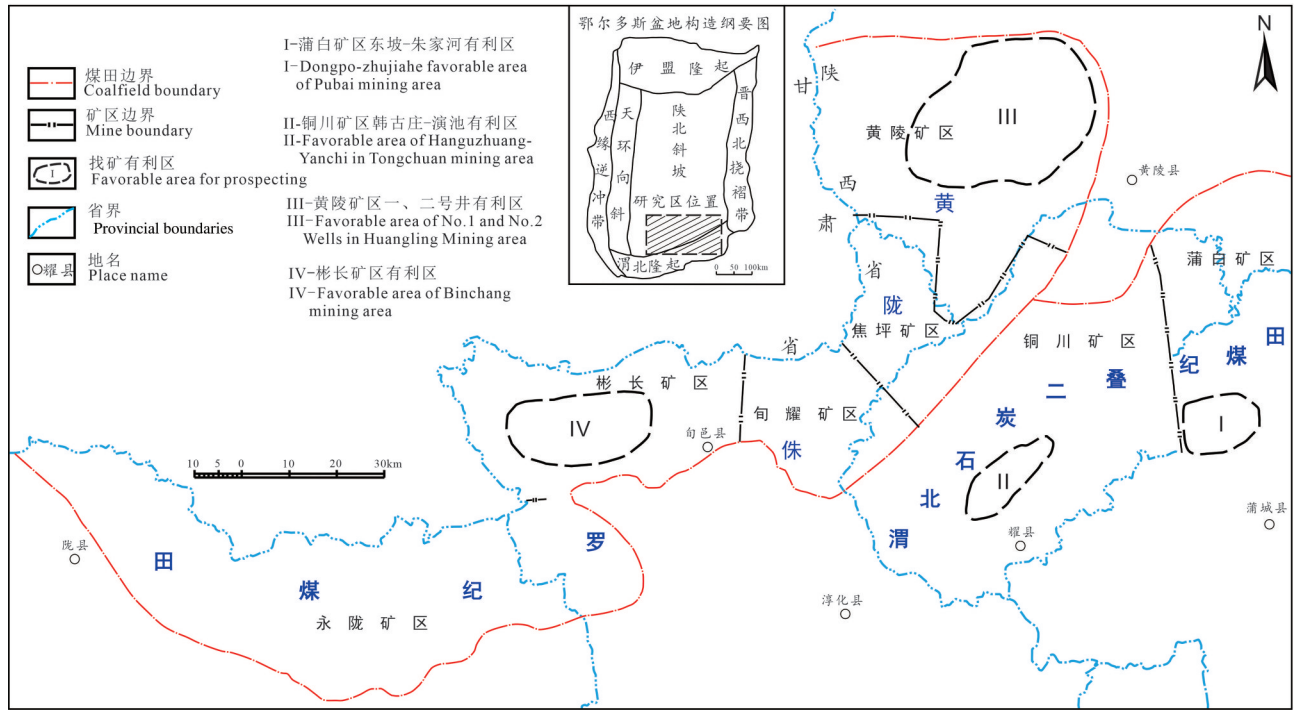 煤田边界
Coalfield boundary
矿区边界
Mine boundary
I
找矿有利区
Favorable area for prospecting
省界
Provincial boundaries
耀县
地名
Place name
I-蒲白矿区东坡-朱家河有利区
I-Dongpo-zhujiahe favorable area
of Pubai mining area
II-铜川矿区韩古庄-演池有利区
II-Favorable area of Hanguzhuang-
Yanchi in Tongchuan mining area
III-黄陵矿区一、二号井有利区
III-Favorable area of No.1 and No.2
Wells in Huangling Mining area
IV-彬长矿区有利区
IV-Favorable area of Binchang
mining area
鄂尔多斯盆地构造纲要图
伊盟隆起
西缘逆冲带
天环向斜
陕北斜坡
晋西北挠褶带
研究区位置
渭北隆起
0 50 100km
N
陕西省
甘肃省
III
黄陵矿区
黄陵县
蒲白矿区
焦坪矿区
铜川矿区
彬长矿区
旬耀矿区
IV
旬邑县
I
II
耀县
蒲城县
淳化县
陇县
永陇矿区
10 5 0 10 20 30km
黄陇侏罗纪煤田
渭北石炭二叠纪煤田